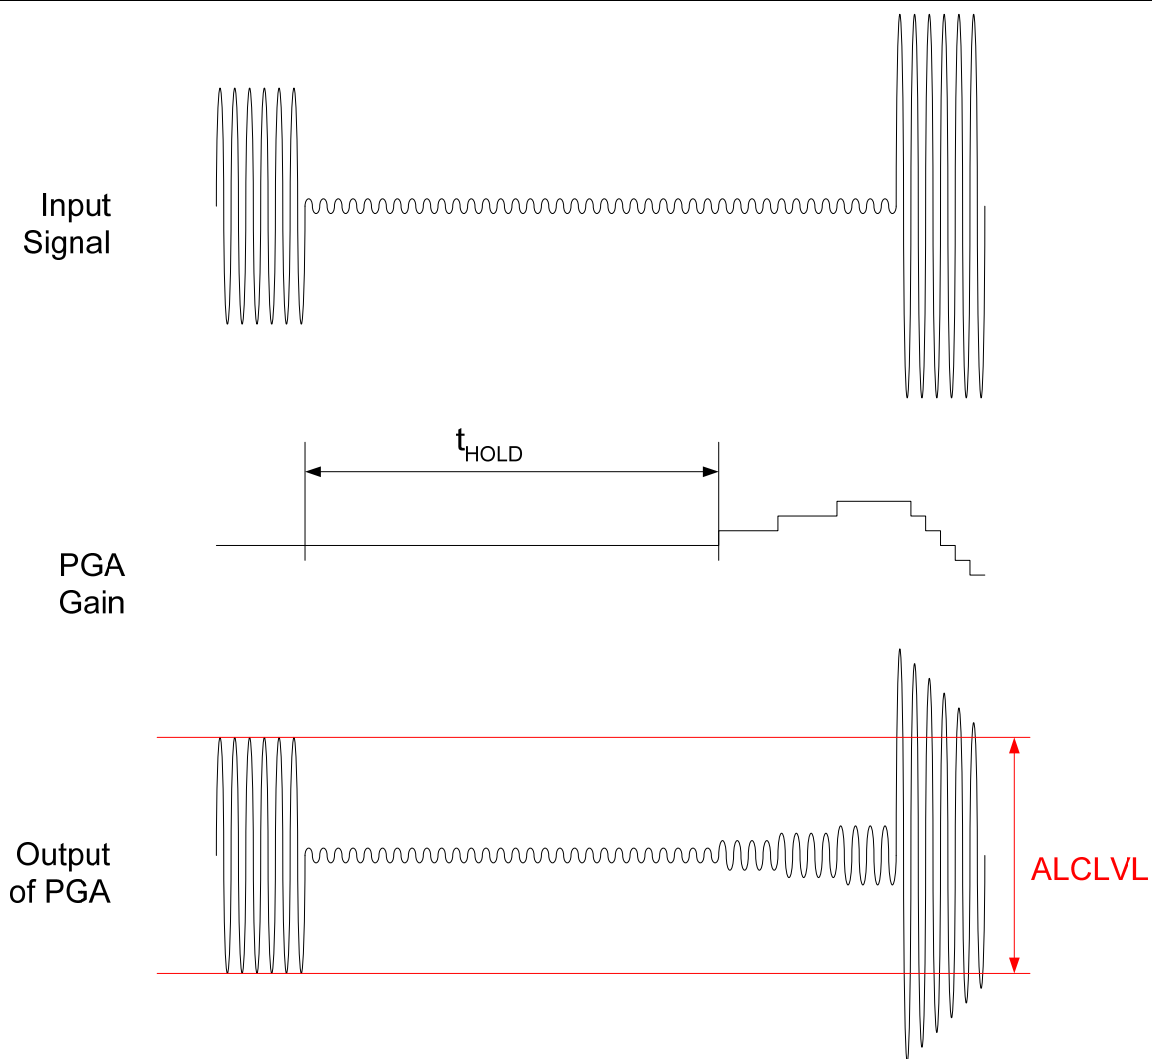 Input
Signal
tHOLD
PGA
Gain
Output
of PGA
ALCLVL